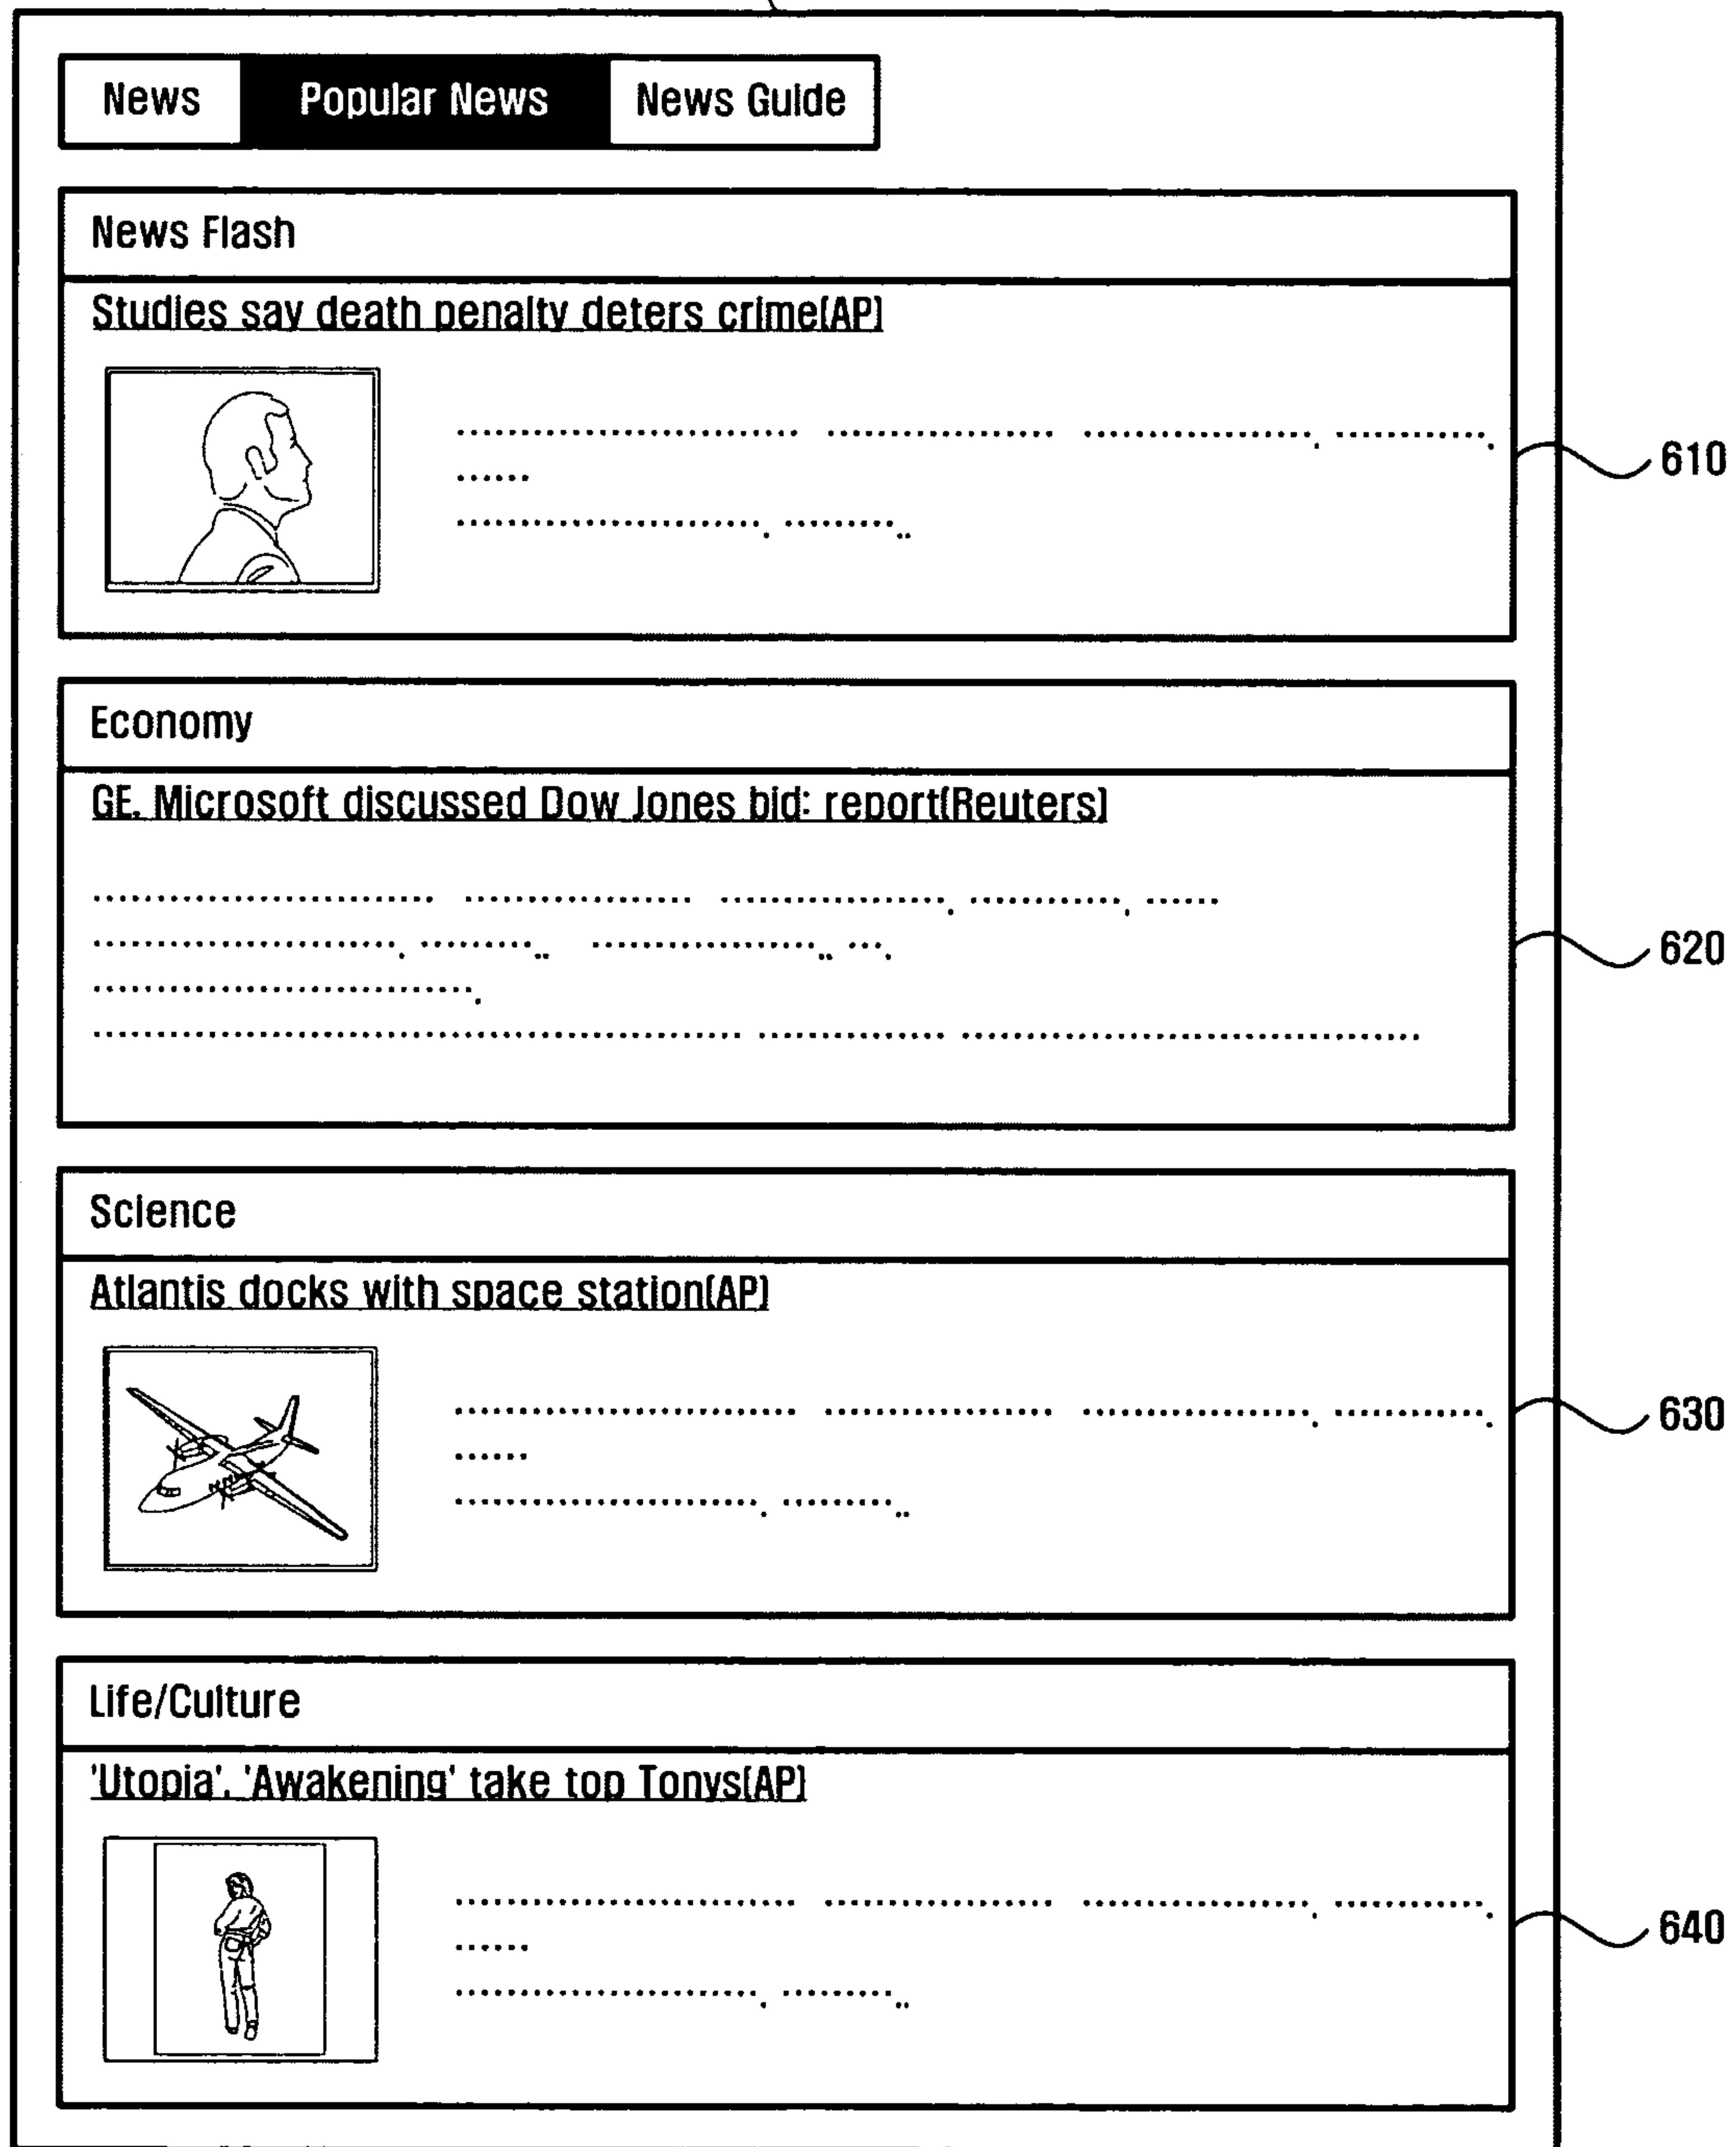 News Popular News News Guide
News Flash
Studies say death penalty deters crime(AP)
610
Economy
GE, Microsoft discussed Dow Jones bid: report(Reuters)
620
Science
Atlantis docks with space station(AP)
630
Life/Culture
'Utopia', 'Awakening' take top Tonys(AP)
640